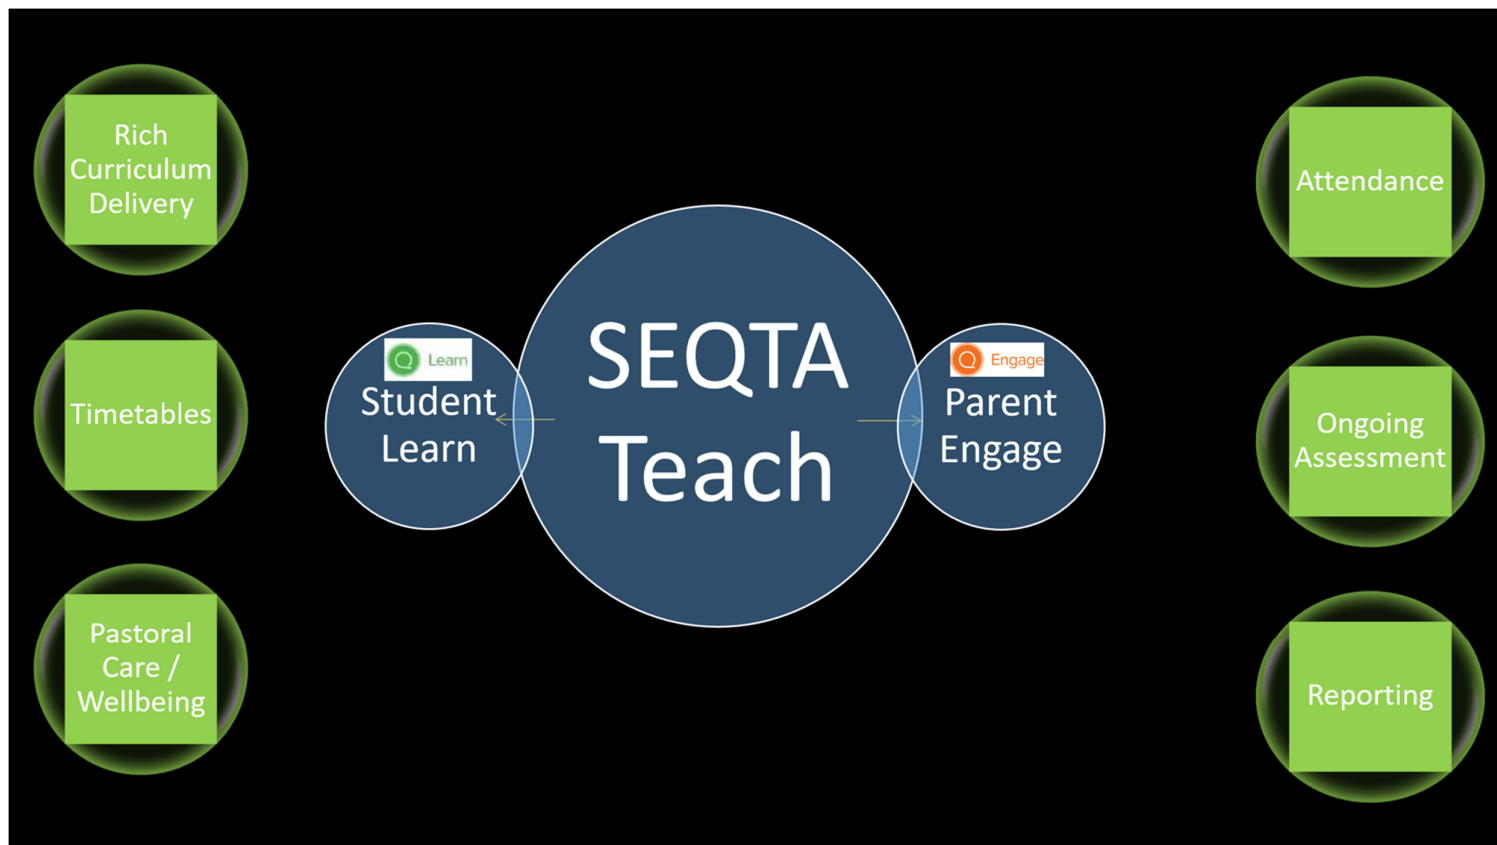 Rich
Curriculum
Delivery
Timetables
Pastoral
Care /
Wellbeing
Learn
Student
Learn
SEQTA
Teach
Engage
Parent
Engage
Attendance
Ongoing
Assessment
Reporting